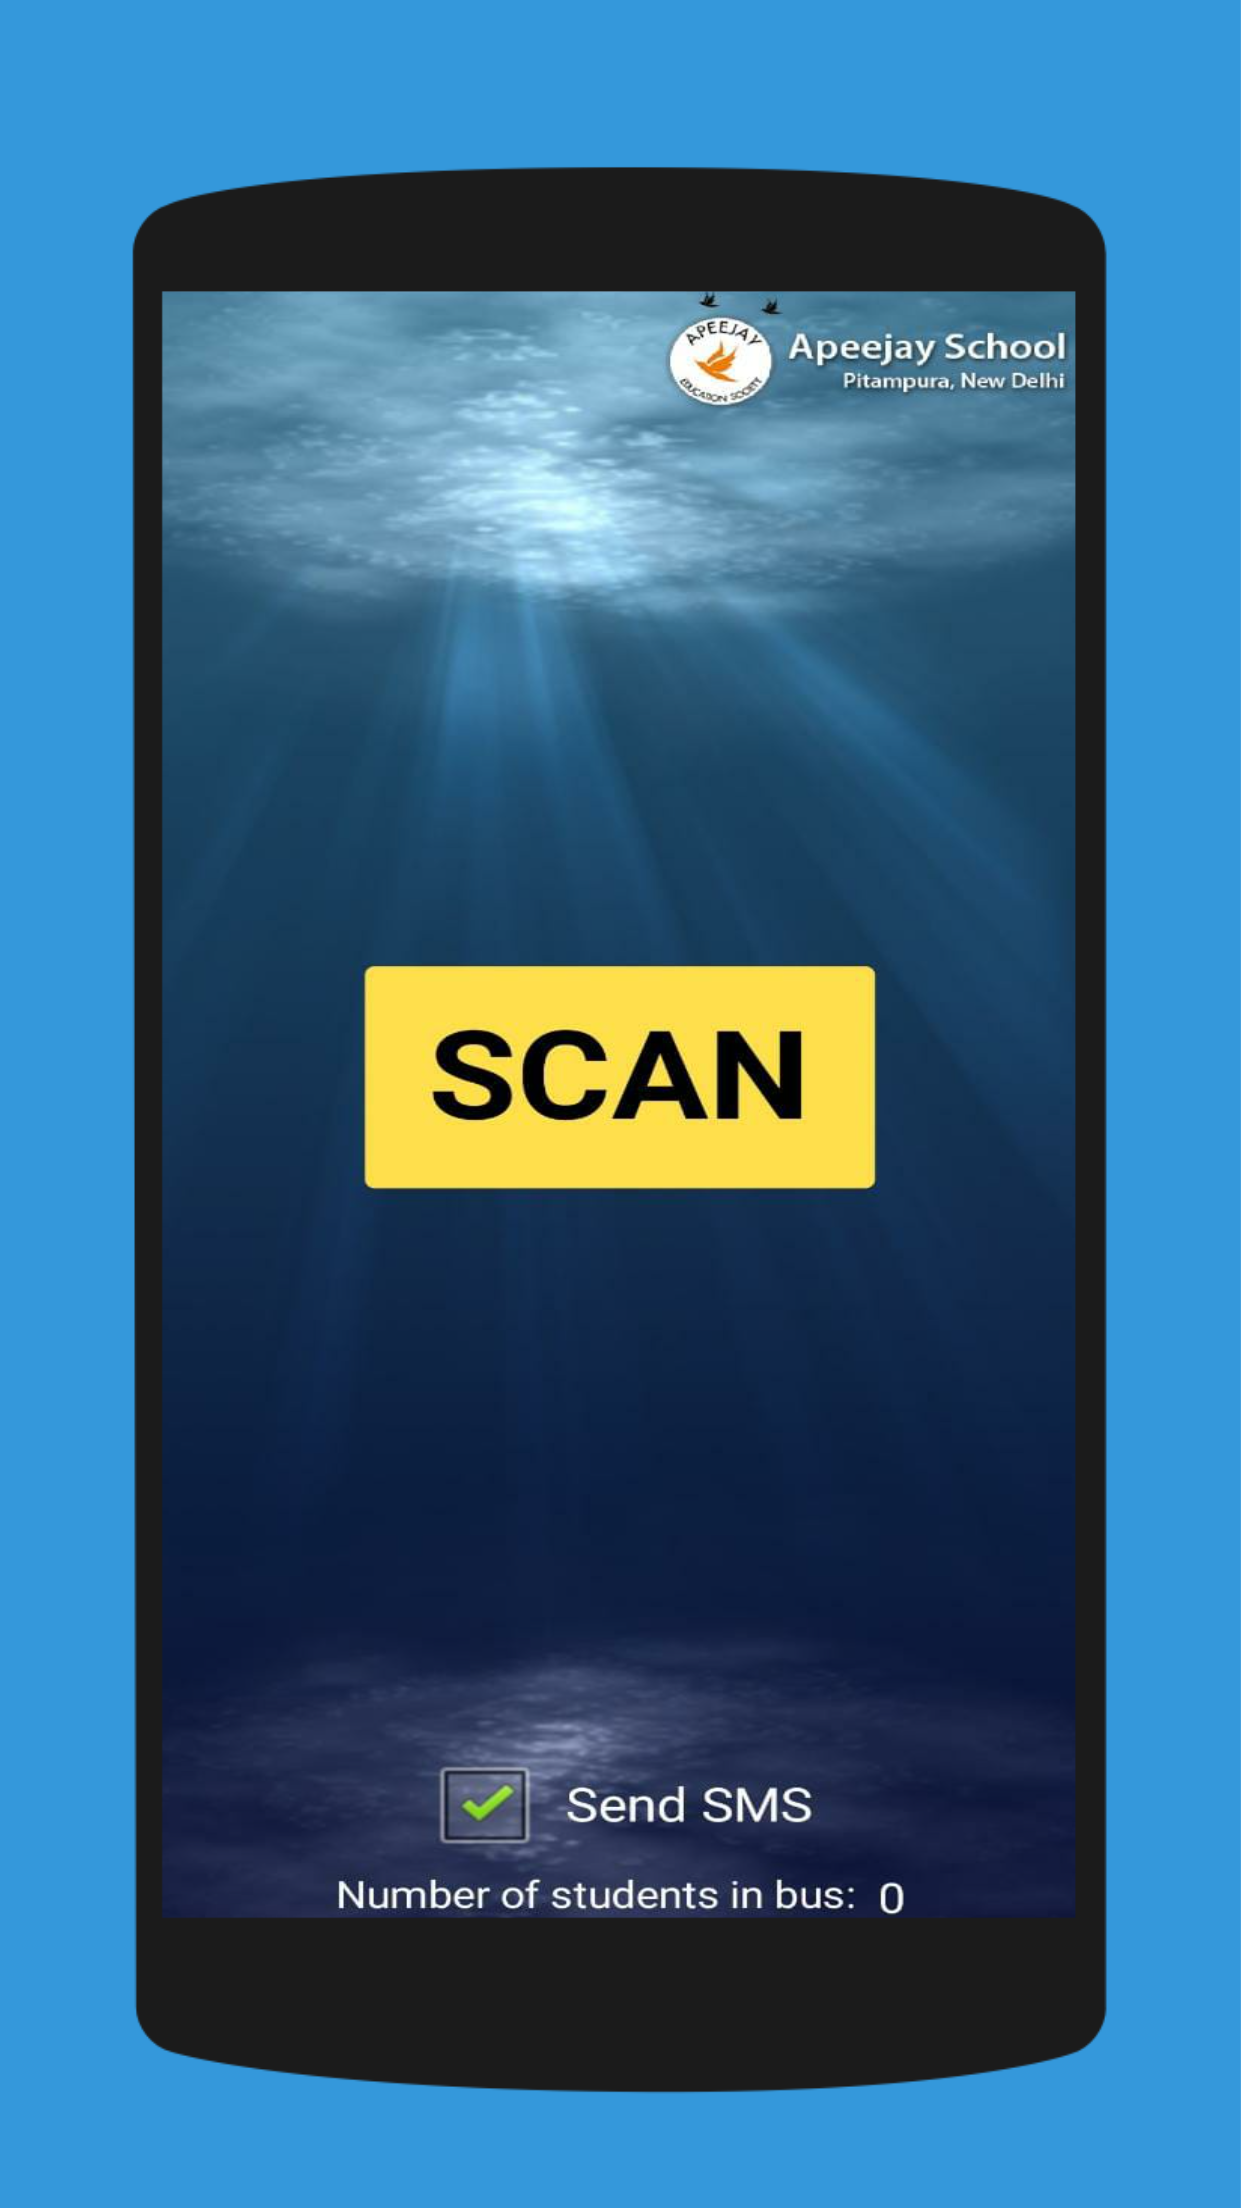 APEEJAY
EDUCATION SOCIETY
Apeejay School
Pitampura, New Delhi
SCAN
Send SMS
Number of students in bus: 0